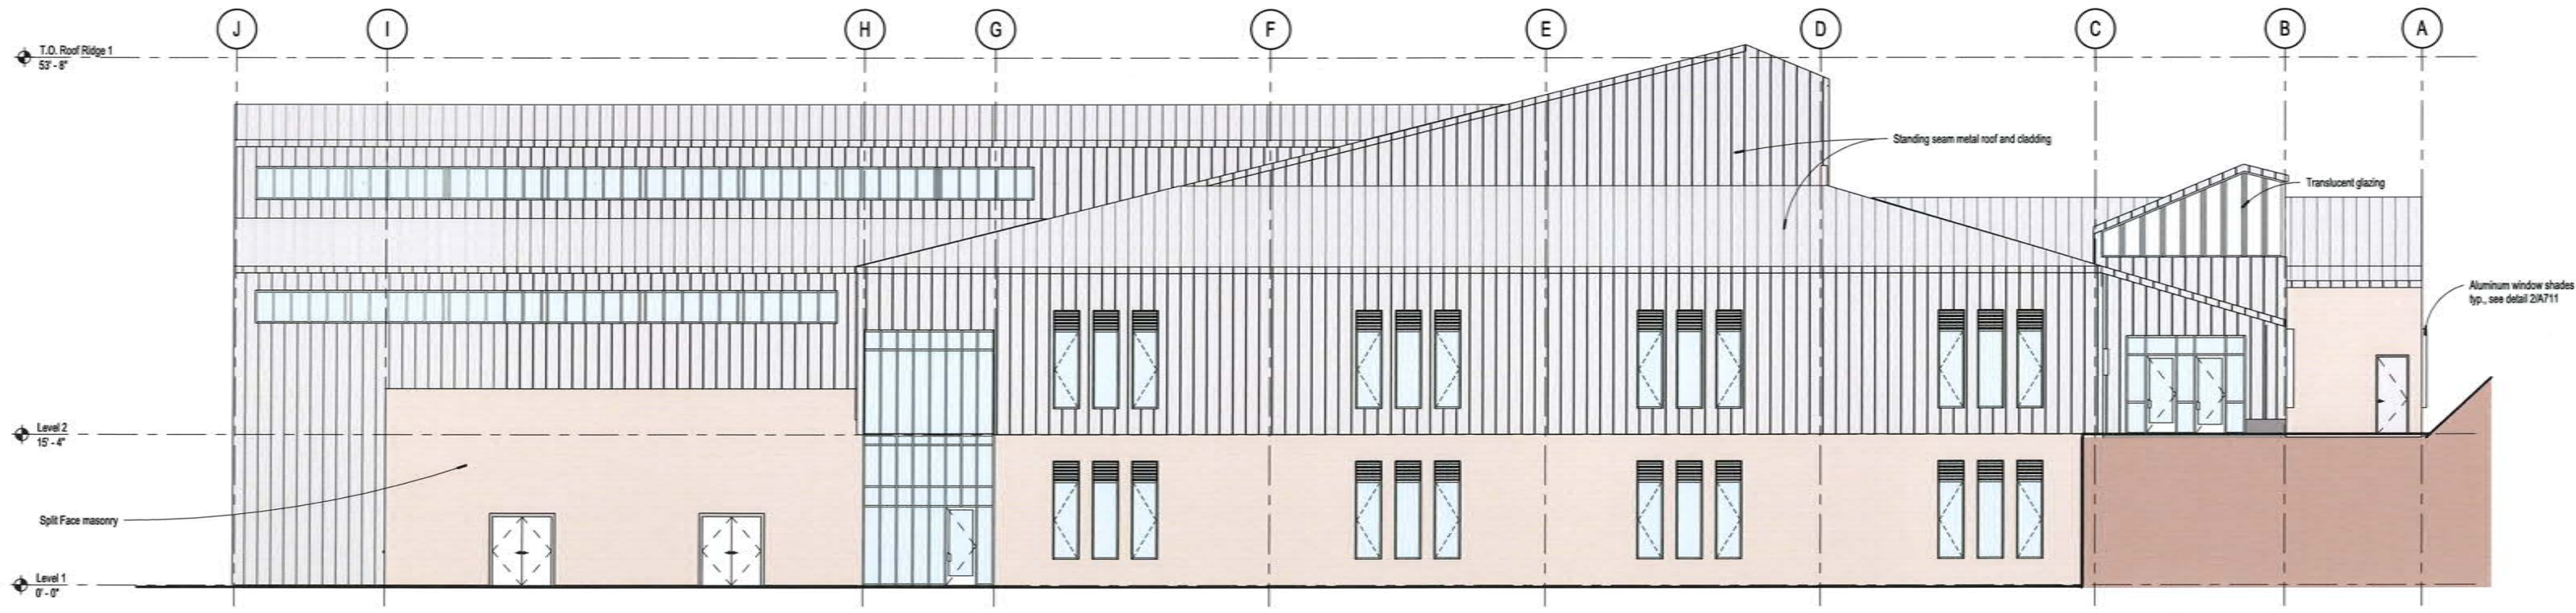 J I H G F E D C B A
T.O. Roof Ridge 1
53' - 8"
Standing seam metal roof and cladding
Translucent glazing
Aluminum window shades
typ., see detail 2/A711
Level 2
15' - 4"
Split Face masonry
Level 1
0' - 0"